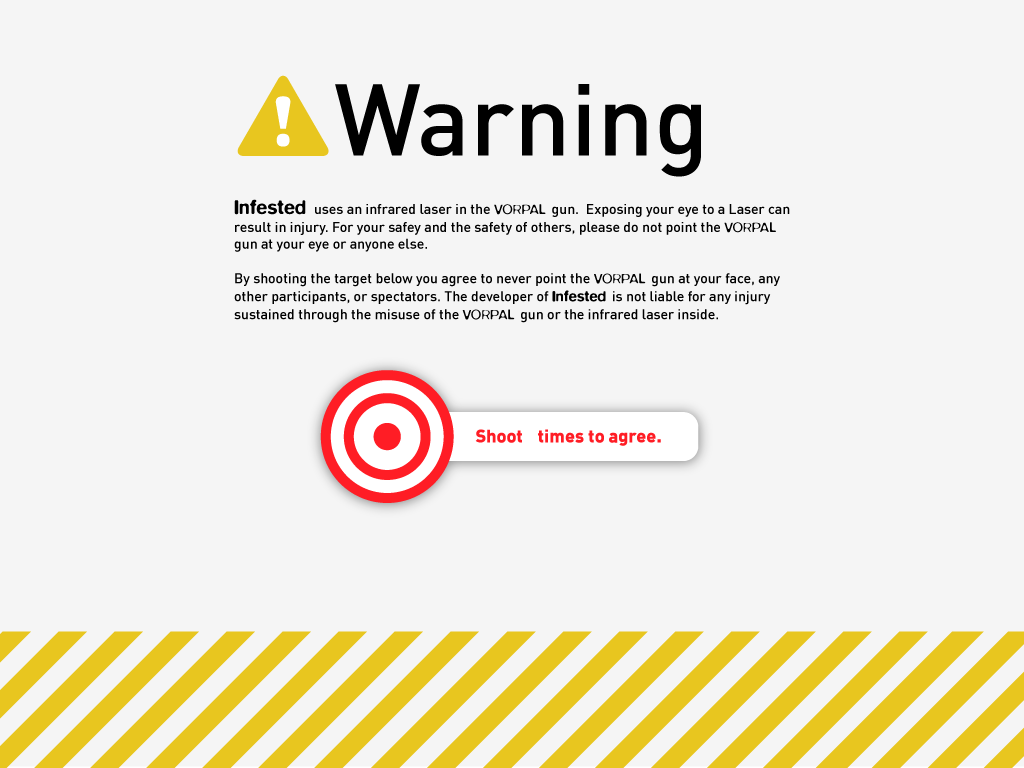 Warning
Infested uses an infrared laser in the VORPAL gun. Exposing your eye to a Laser can
result in injury. For your safey and the safety of others, please do not point the VORPAL
gun at your eye or anyone else.
By shooting the target below you agree to never point the VORPAL gun at your face, any
other participants, or spectators. The developer of Infested is not liable for any injury
sustained through the misuse of the VORPAL gun or the infrared laser inside.
Shoot times to agree.